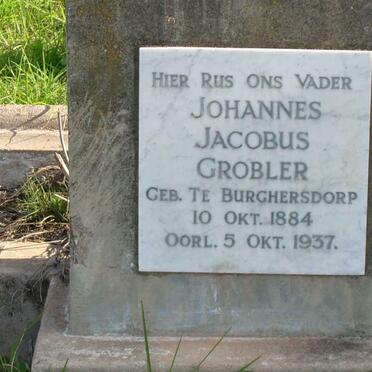 Hier Rus Ons Vader
Johannes
Jacobus
Grobler
Geb. Te Burghersdorp
10 Okt. 1884
Oorl. 5 Okt. 1937.